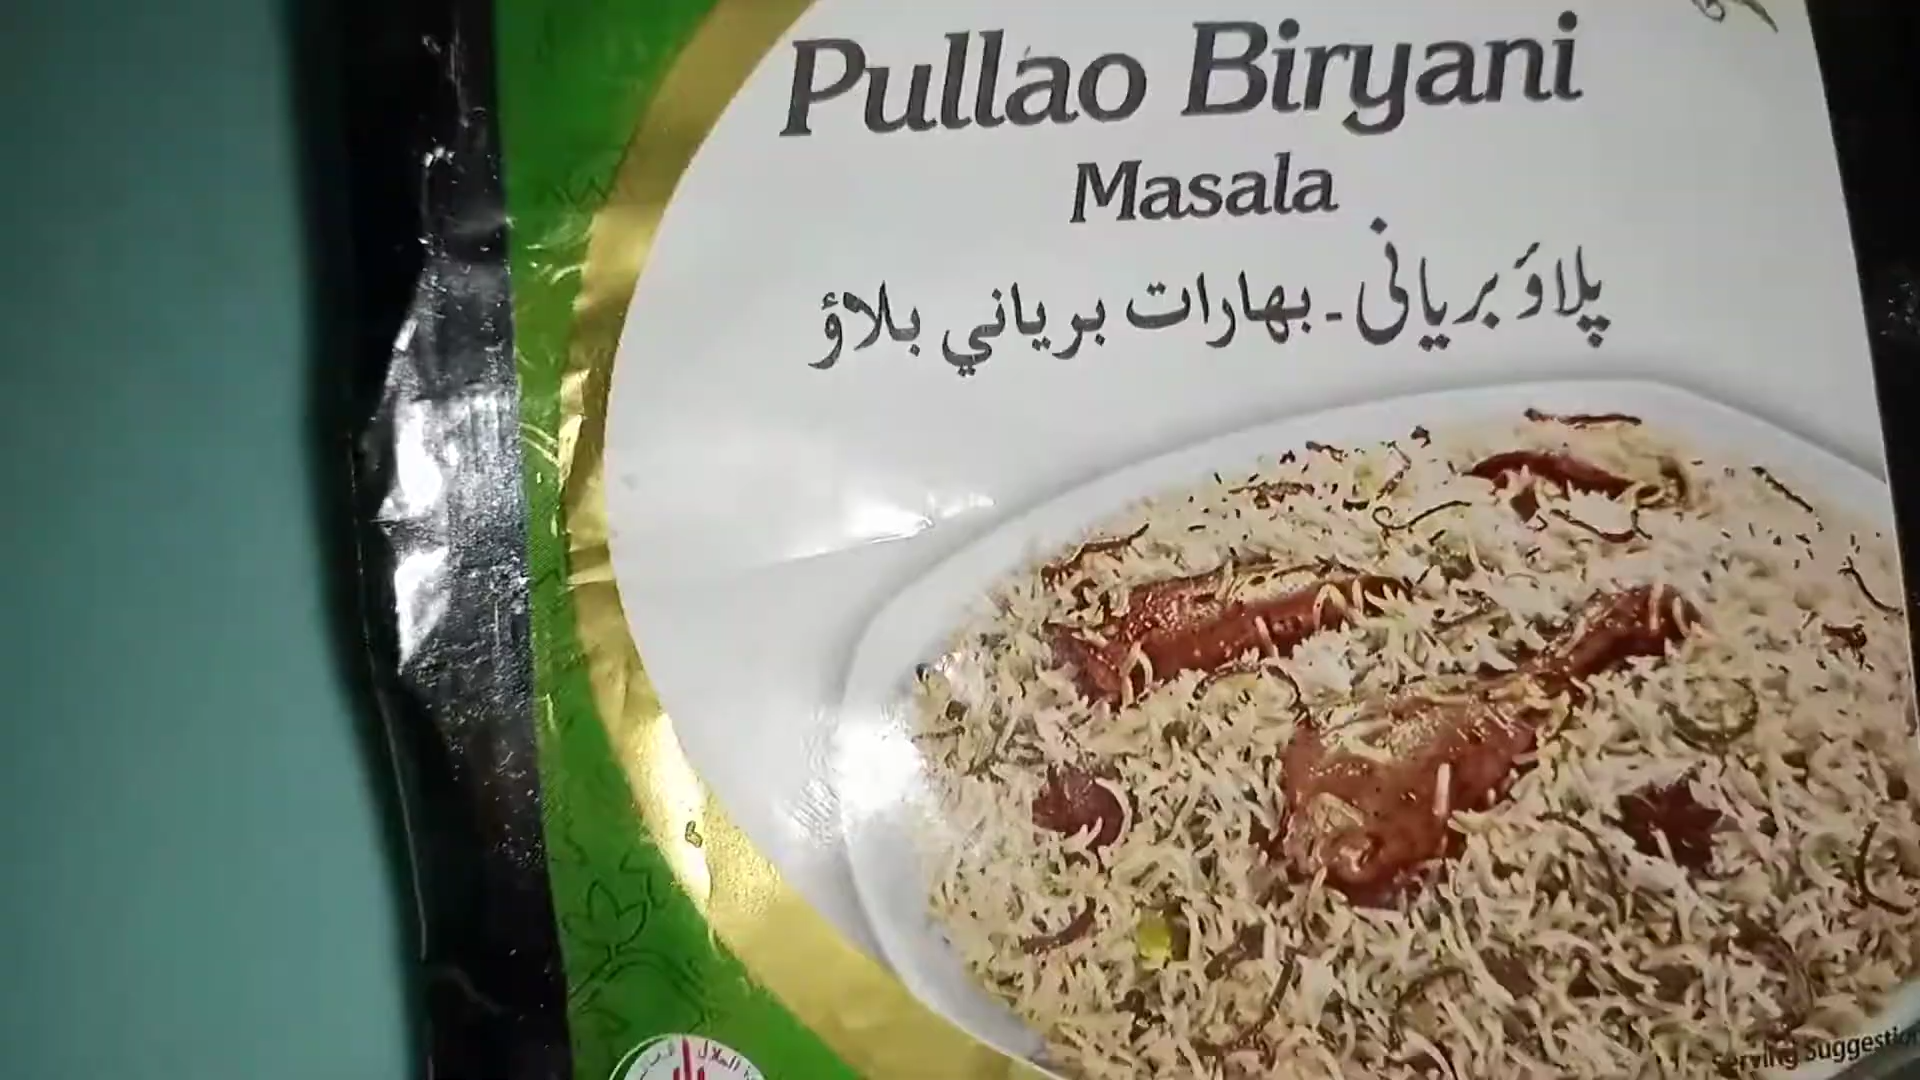 Pullao Biryani
Masala
پلاؤ بریانی - بهارات برياني بلاؤ
Serving Suggestion